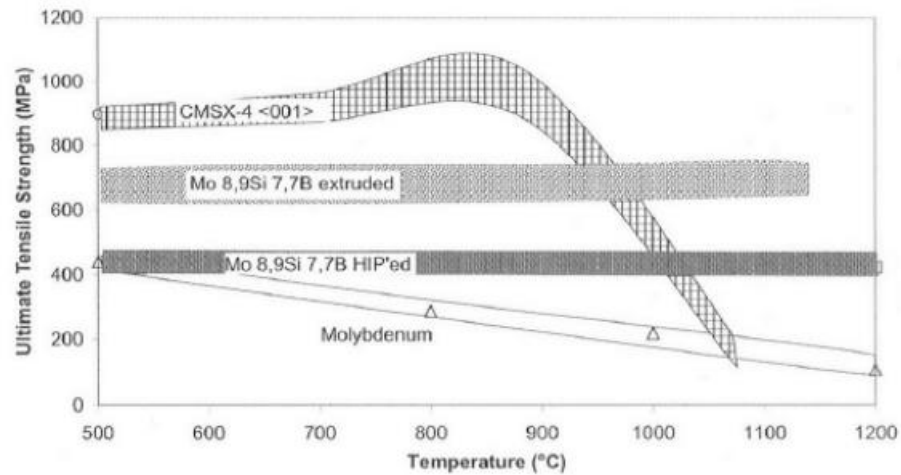 1200
1000
800
600
400
200
0
Ultimate Tensile Strength (MPa)
CMSX-4 <001>
Mo 8,9Si 7,7B extruded
Mo 8,9Si 7,7B HIP'ed
Molybdenum
500 600 700 800 900 1000 1100 1200
Temperature (°C)